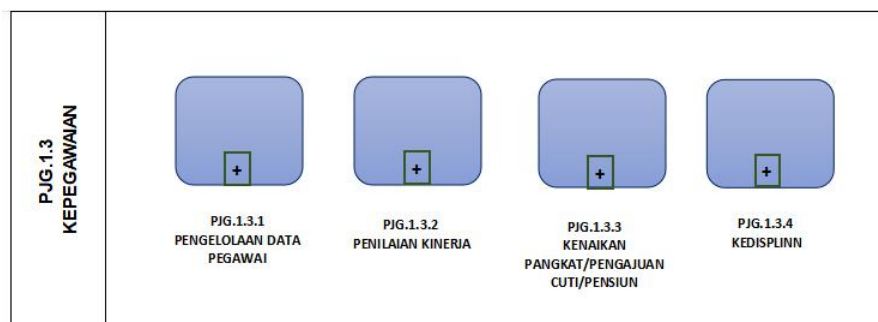 PJG.1.3
KEPEGAWAIAN
+
+
+
+
PJG.1.3.1
PENGELOLAAN DATA
PEGAWAI
PJG.1.3.2
PENILAIAN KINERJA
PJG.1.3.3
KENAIKAN
PANGKAT/PENGAJUAN
CUTI/PENSIUN
PJG.1.3.4
KEDISPLINN